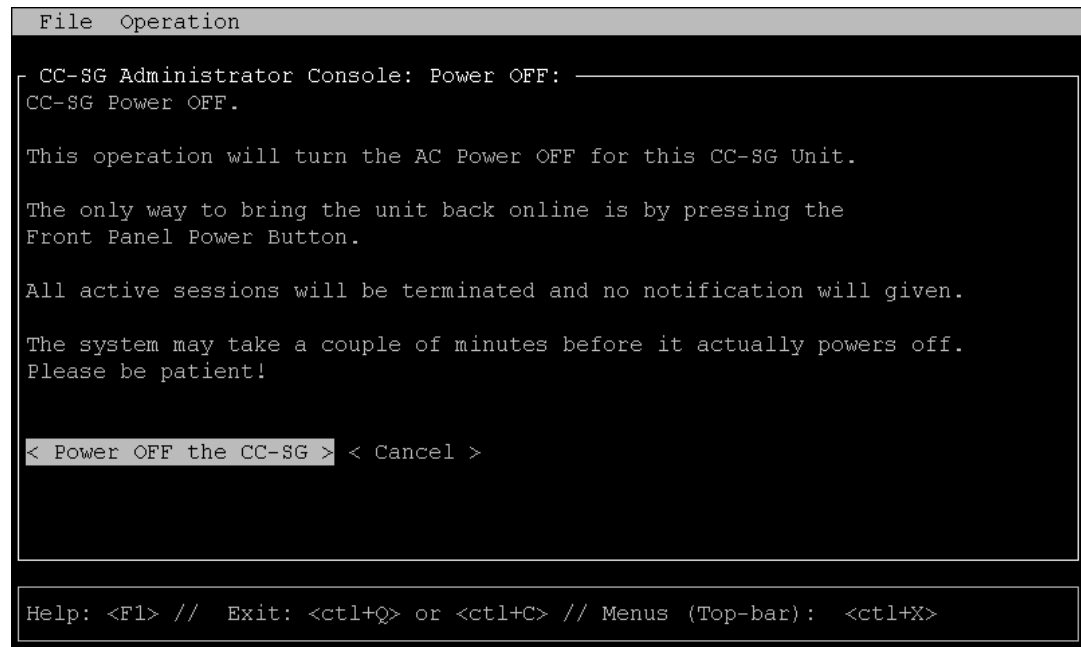 File Operation
CC-SG Administrator Console: Power OFF:
CC-SG Power OFF.
This operation will turn the AC Power OFF for this CC-SG Unit.
The only way to bring the unit back online is by pressing the
Front Panel Power Button.
All active sessions will be terminated and no notification will given.
The system may take a couple of minutes before it actually powers off.
Please be patient!
< Power OFF the CC-SG > < Cancel >
Help: <F1> // Exit: <ctl+Q> or <ctl+C> // Menus (Top-bar): <ctl+X>